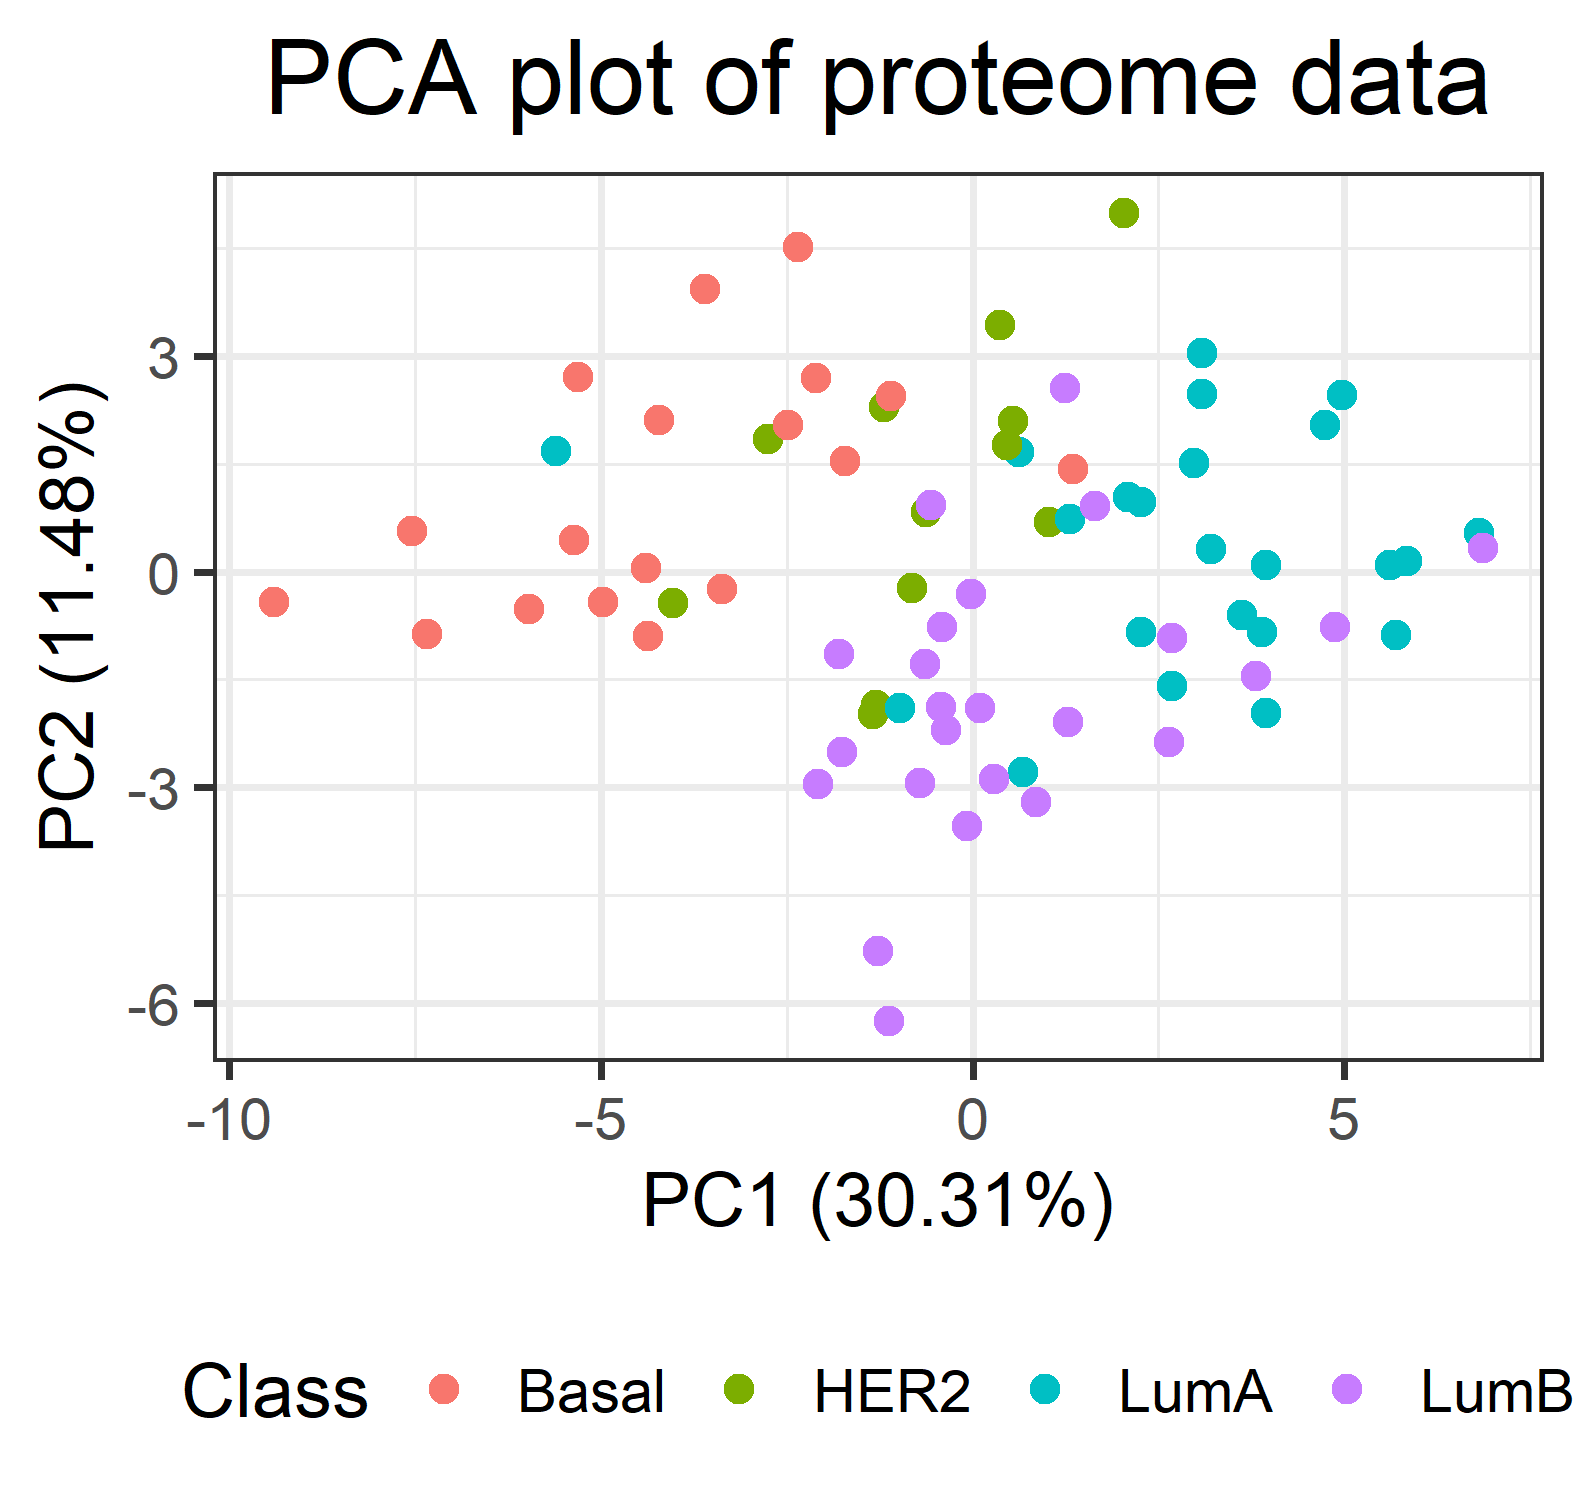 PCA plot of proteome data
PC2 (11.48%)
3
0
-3
-6
-10 -5 0 5
PC1 (30.31%)
Class Basal HER2 LumA LumB